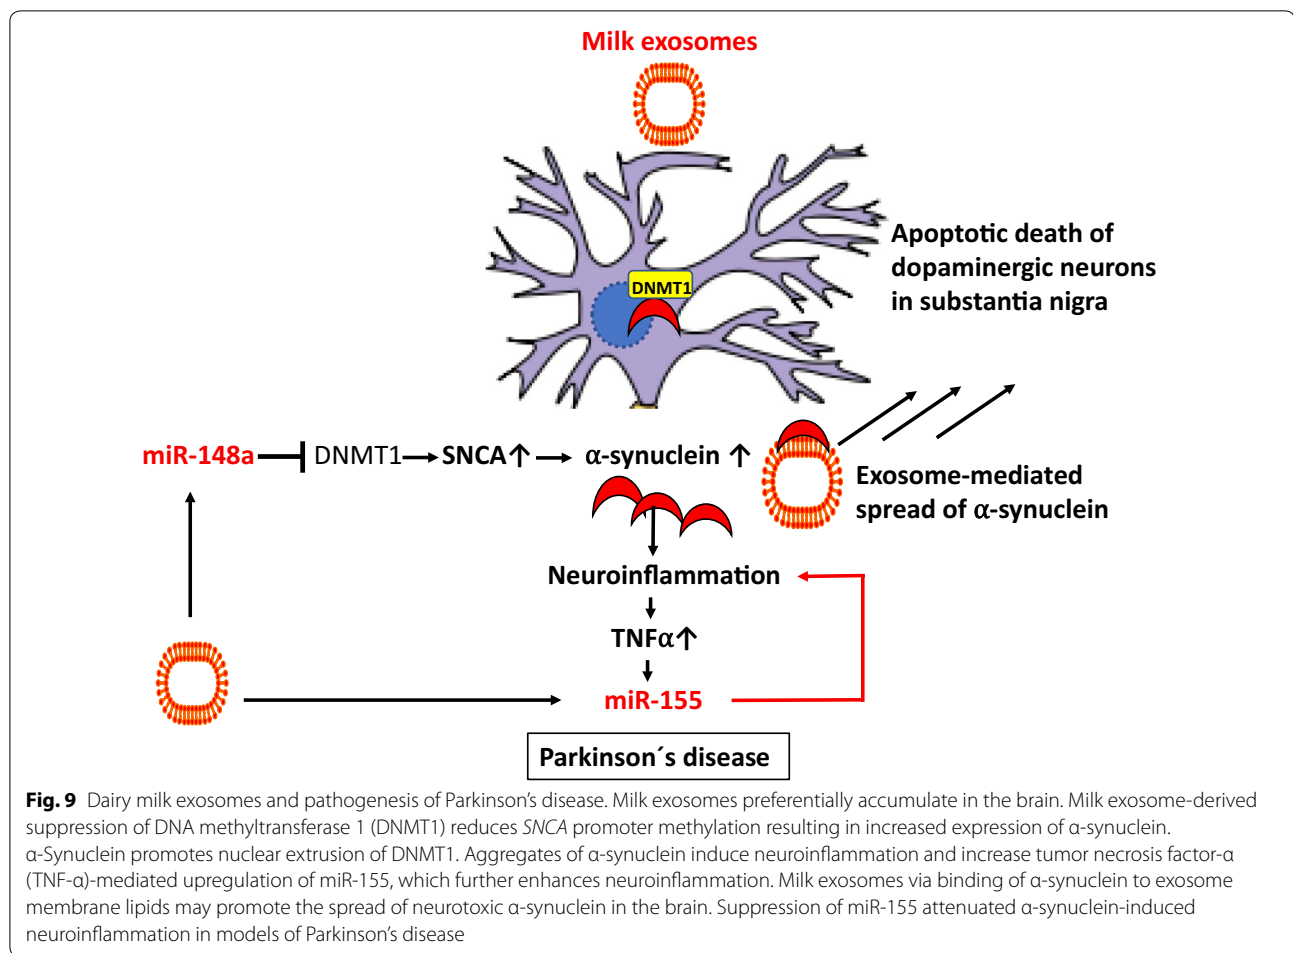 Milk exosomes
DNMT1
Apoptotic death of
dopaminergic neurons
in substantia nigra
miR-148a
DNMT1
SNCA↑
α-synuclein ↑
Exosome-mediated
spread of α-synuclein
Neuroinflammation
TNFα↑
miR-155
Parkinson´s disease
Fig. 9 Dairy milk exosomes and pathogenesis of Parkinson’s disease. Milk exosomes preferentially accumulate in the brain. Milk exosome-derived
suppression of DNA methyltransferase 1 (DNMT1) reduces SNCA promoter methylation resulting in increased expression of α-synuclein.
α-Synuclein promotes nuclear extrusion of DNMT1. Aggregates of α-synuclein induce neuroinflammation and increase tumor necrosis factor-α
(TNF-α)-mediated upregulation of miR-155, which further enhances neuroinflammation. Milk exosomes via binding of α-synuclein to exosome
membrane lipids may promote the spread of neurotoxic α-synuclein in the brain. Suppression of miR-155 attenuated α-synuclein-induced
neuroinflammation in models of Parkinson’s disease